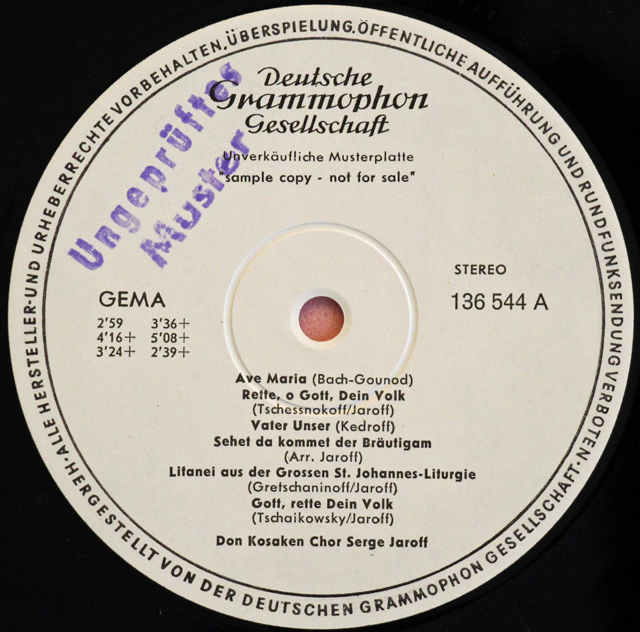 ALLE HERSTELLER- UND URHEBERRECHTE VORBEHALTEN. ÜBERSPIELUNG. ÖFFENTLICHE AUFFÜHRUNG UND RUNDFUNKSENDUNG VERBOTEN.
Deutsche
Grammophon
Gesellschaft
Unverkäufliche Musterplatte
"sample copy - not for sale"
Ungeprüftes
Muster
STEREO
GEMA
136 544 A
2'59 3'36+
4'16+ 5'08+
3'24+ 2'39+
Ave Maria (Bach-Gounod)
Rette, o Gott, Dein Volk
(Tschessnokoff/Jaroff)
Vater Unser (Kedroff)
Sehet da kommet der Bräutigam
(Arr. Jaroff)
Litanei aus der Grossen St. Johannes-Liturgie
(Gretschaninoff/Jaroff)
Gott, rette Dein Volk
(Tschaikowsky/Jaroff)
Don Kosaken Chor Serge Jaroff
HERGESTELLT VON DER DEUTSCHEN GRAMMOPHON GESELLSCHAFT